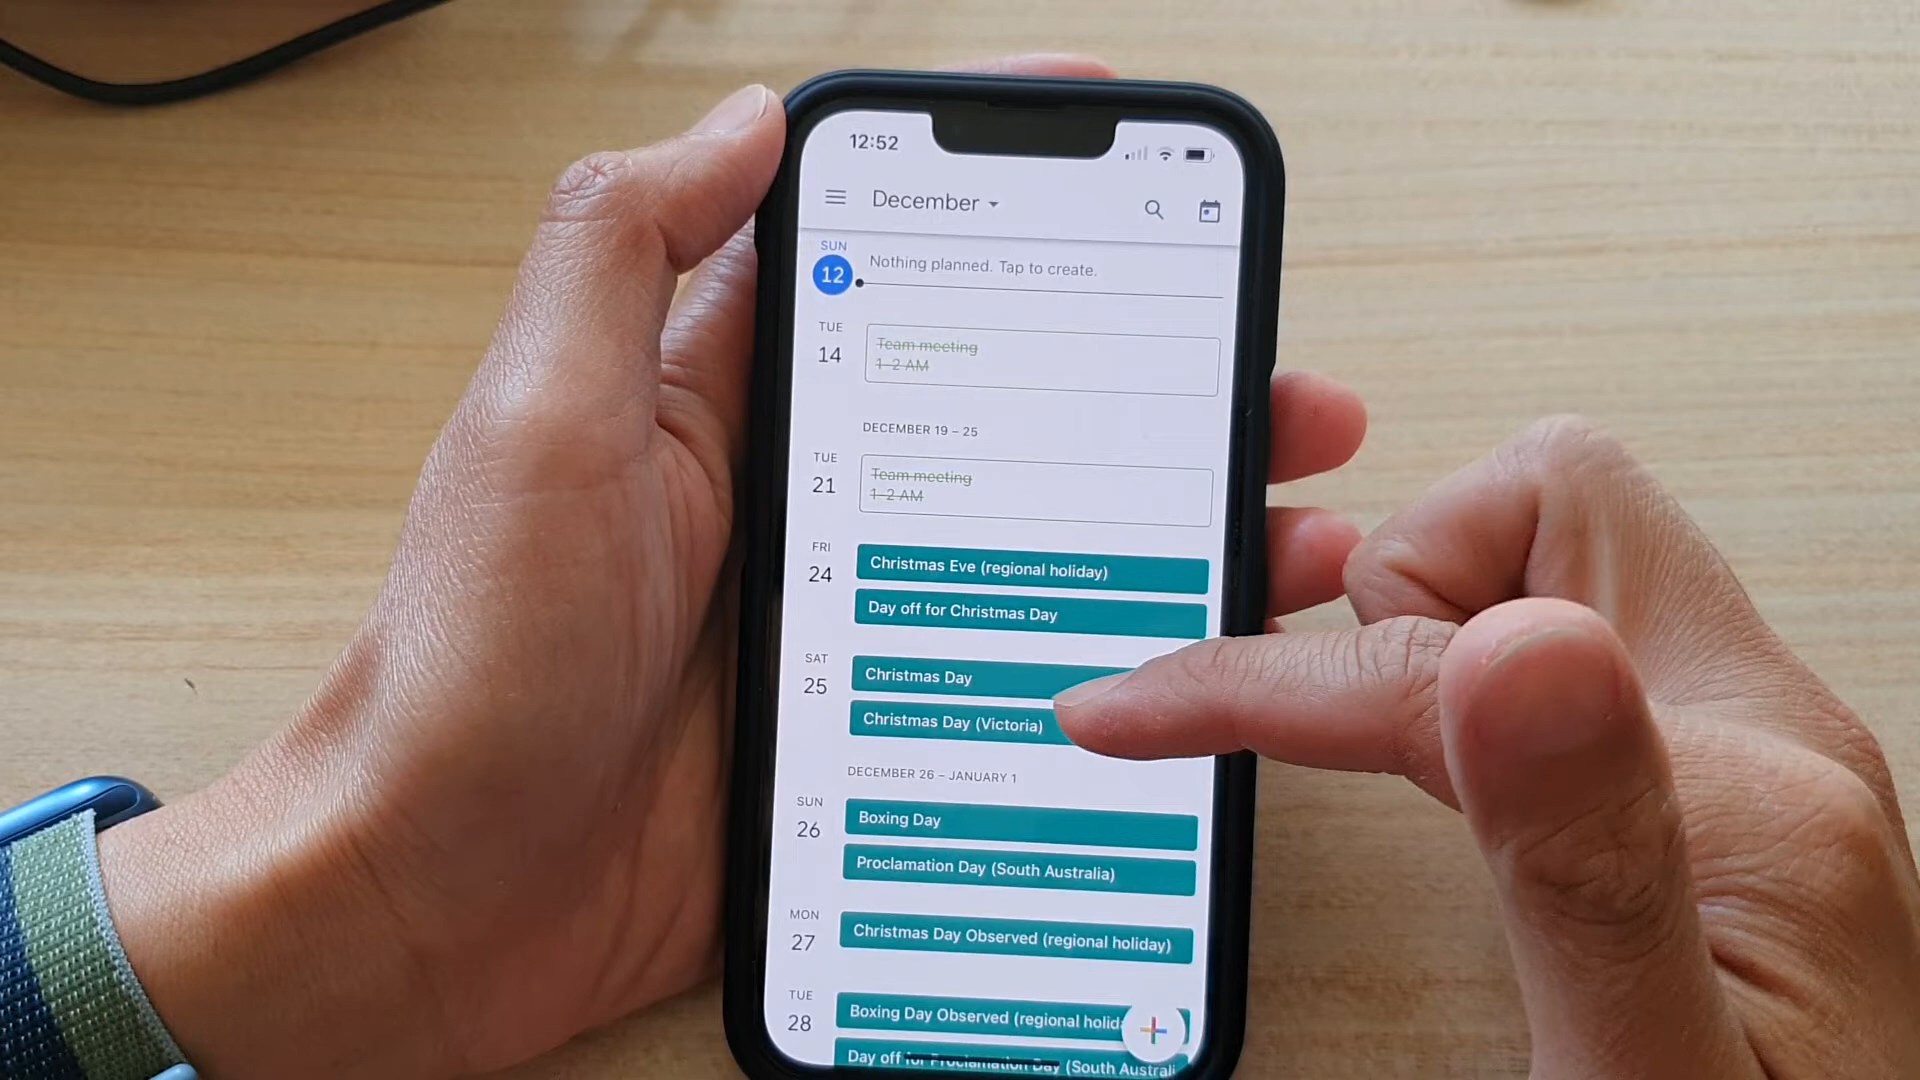 12:52
December
SUN
12
Nothing planned. Tap to create.
TUE
14
Team meeting
1–2 AM
DECEMBER 19 – 25
TUE
21
Team meeting
1–2 AM
FRI
24
Christmas Eve (regional holiday)
Day off for Christmas Day
SAT
25
Christmas Day
Christmas Day (Victoria)
DECEMBER 26 – JANUARY 1
SUN
26
Boxing Day
Proclamation Day (South Australia)
MON
27
Christmas Day Observed (regional holiday)
TUE
28
Boxing Day Observed (regional holid
Day off for Proclamation Day (South Australi